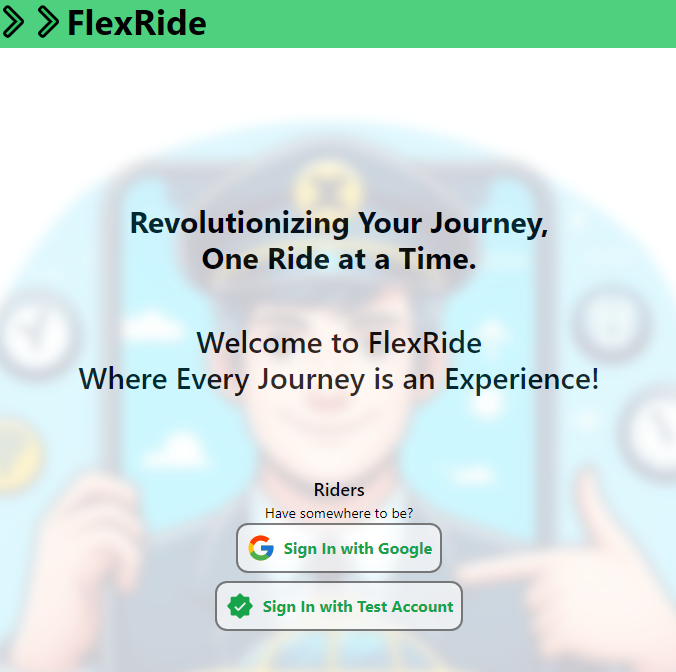 FlexRide
Revolutionizing Your Journey,
One Ride at a Time.
Welcome to FlexRide
Where Every Journey is an Experience!
Riders
Have somewhere to be?
Sign In with Google
Sign In with Test Account